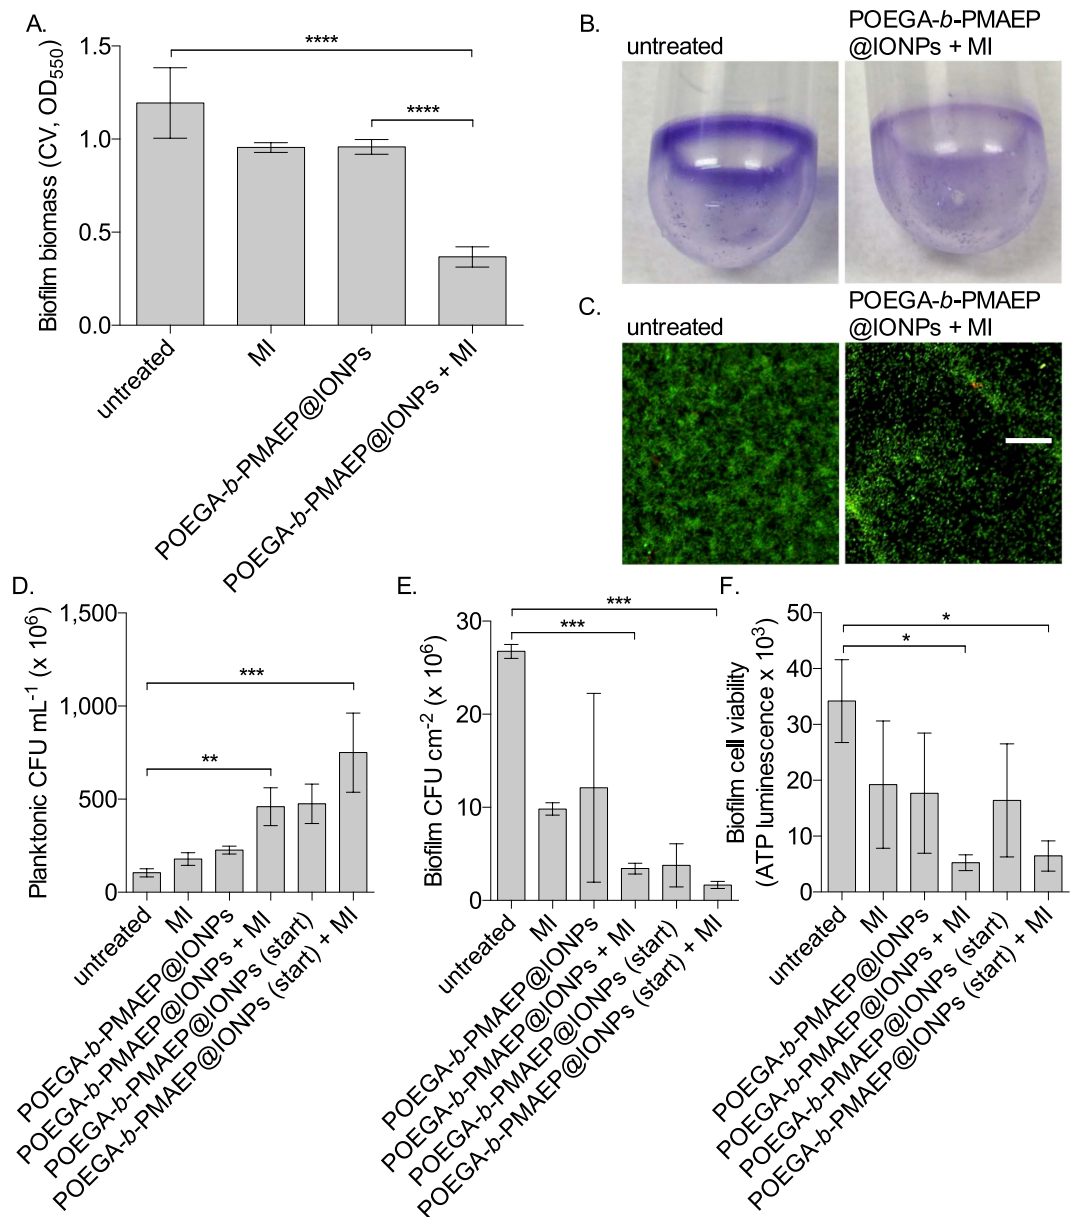 A.
Biofilm biomass (CV, OD550)
1.5
1.0
0.5
0.0
****
****
untreated
MI
POEGA-b-PMAEP@IONPs
POEGA-b-PMAEP@IONPs + MI
B.
untreated
POEGA-b-PMAEP
@IONPs + MI
C.
untreated
POEGA-b-PMAEP
@IONPs + MI
D.
Planktonic CFU mL-1 (x 10^6)
1,500
1,000
500
0
***
**
untreated
MI
POEGA-b-PMAEP@IONPs
POEGA-b-PMAEP@IONPs + MI
POEGA-b-PMAEP@IONPs (start)
POEGA-b-PMAEP@IONPs (start) + MI
E.
Biofilm CFU cm-2 (x 10^6)
30
20
10
0
***
***
untreated
MI
POEGA-b-PMAEP@IONPs
POEGA-b-PMAEP@IONPs + MI
POEGA-b-PMAEP@IONPs (start)
POEGA-b-PMAEP@IONPs (start) + MI
F.
Biofilm cell viability
(ATP luminescence x 10^3)
50
40
30
20
10
0
*
*
untreated
MI
POEGA-b-PMAEP@IONPs
POEGA-b-PMAEP@IONPs + MI
POEGA-b-PMAEP@IONPs (start)
POEGA-b-PMAEP@IONPs (start) + MI